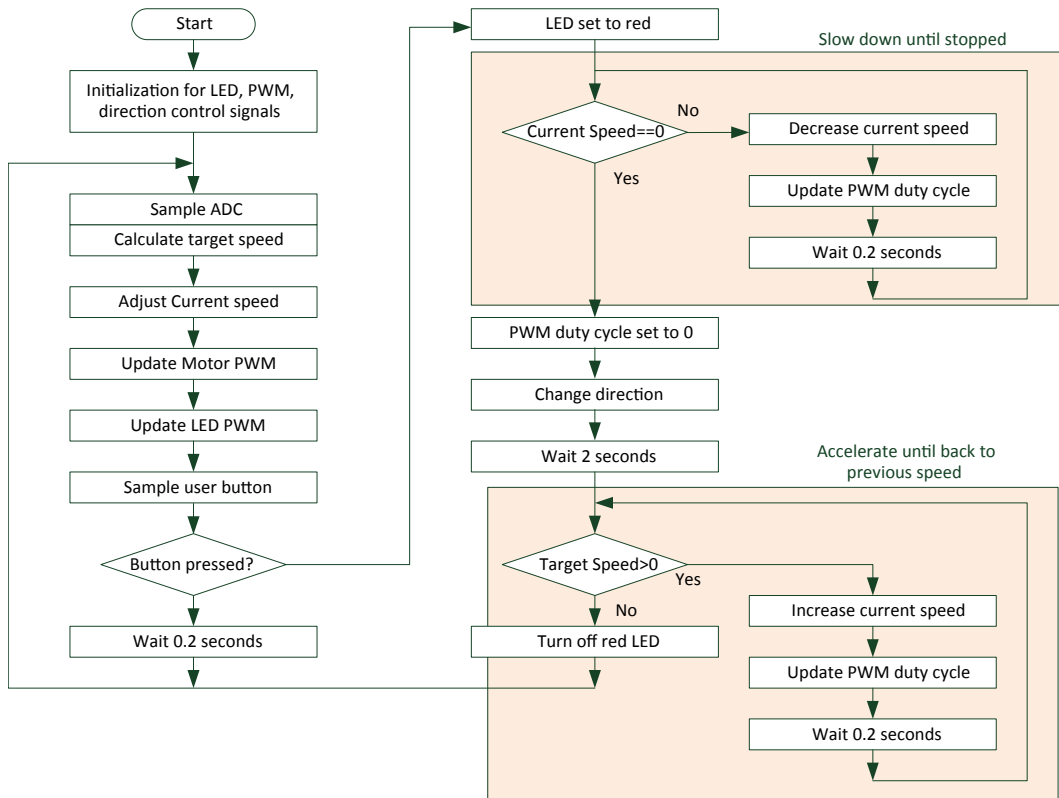 Start
Initialization for LED, PWM,
direction control signals
Sample ADC
Calculate target speed
Adjust Current speed
Update Motor PWM
Update LED PWM
Sample user button
Button pressed?
Wait 0.2 seconds
LED set to red
Slow down until stopped
Current Speed==0
No
Yes
Decrease current speed
Update PWM duty cycle
Wait 0.2 seconds
PWM duty cycle set to 0
Change direction
Wait 2 seconds
Accelerate until back to
previous speed
Target Speed>0
Yes
No
Turn off red LED
Increase current speed
Update PWM duty cycle
Wait 0.2 seconds